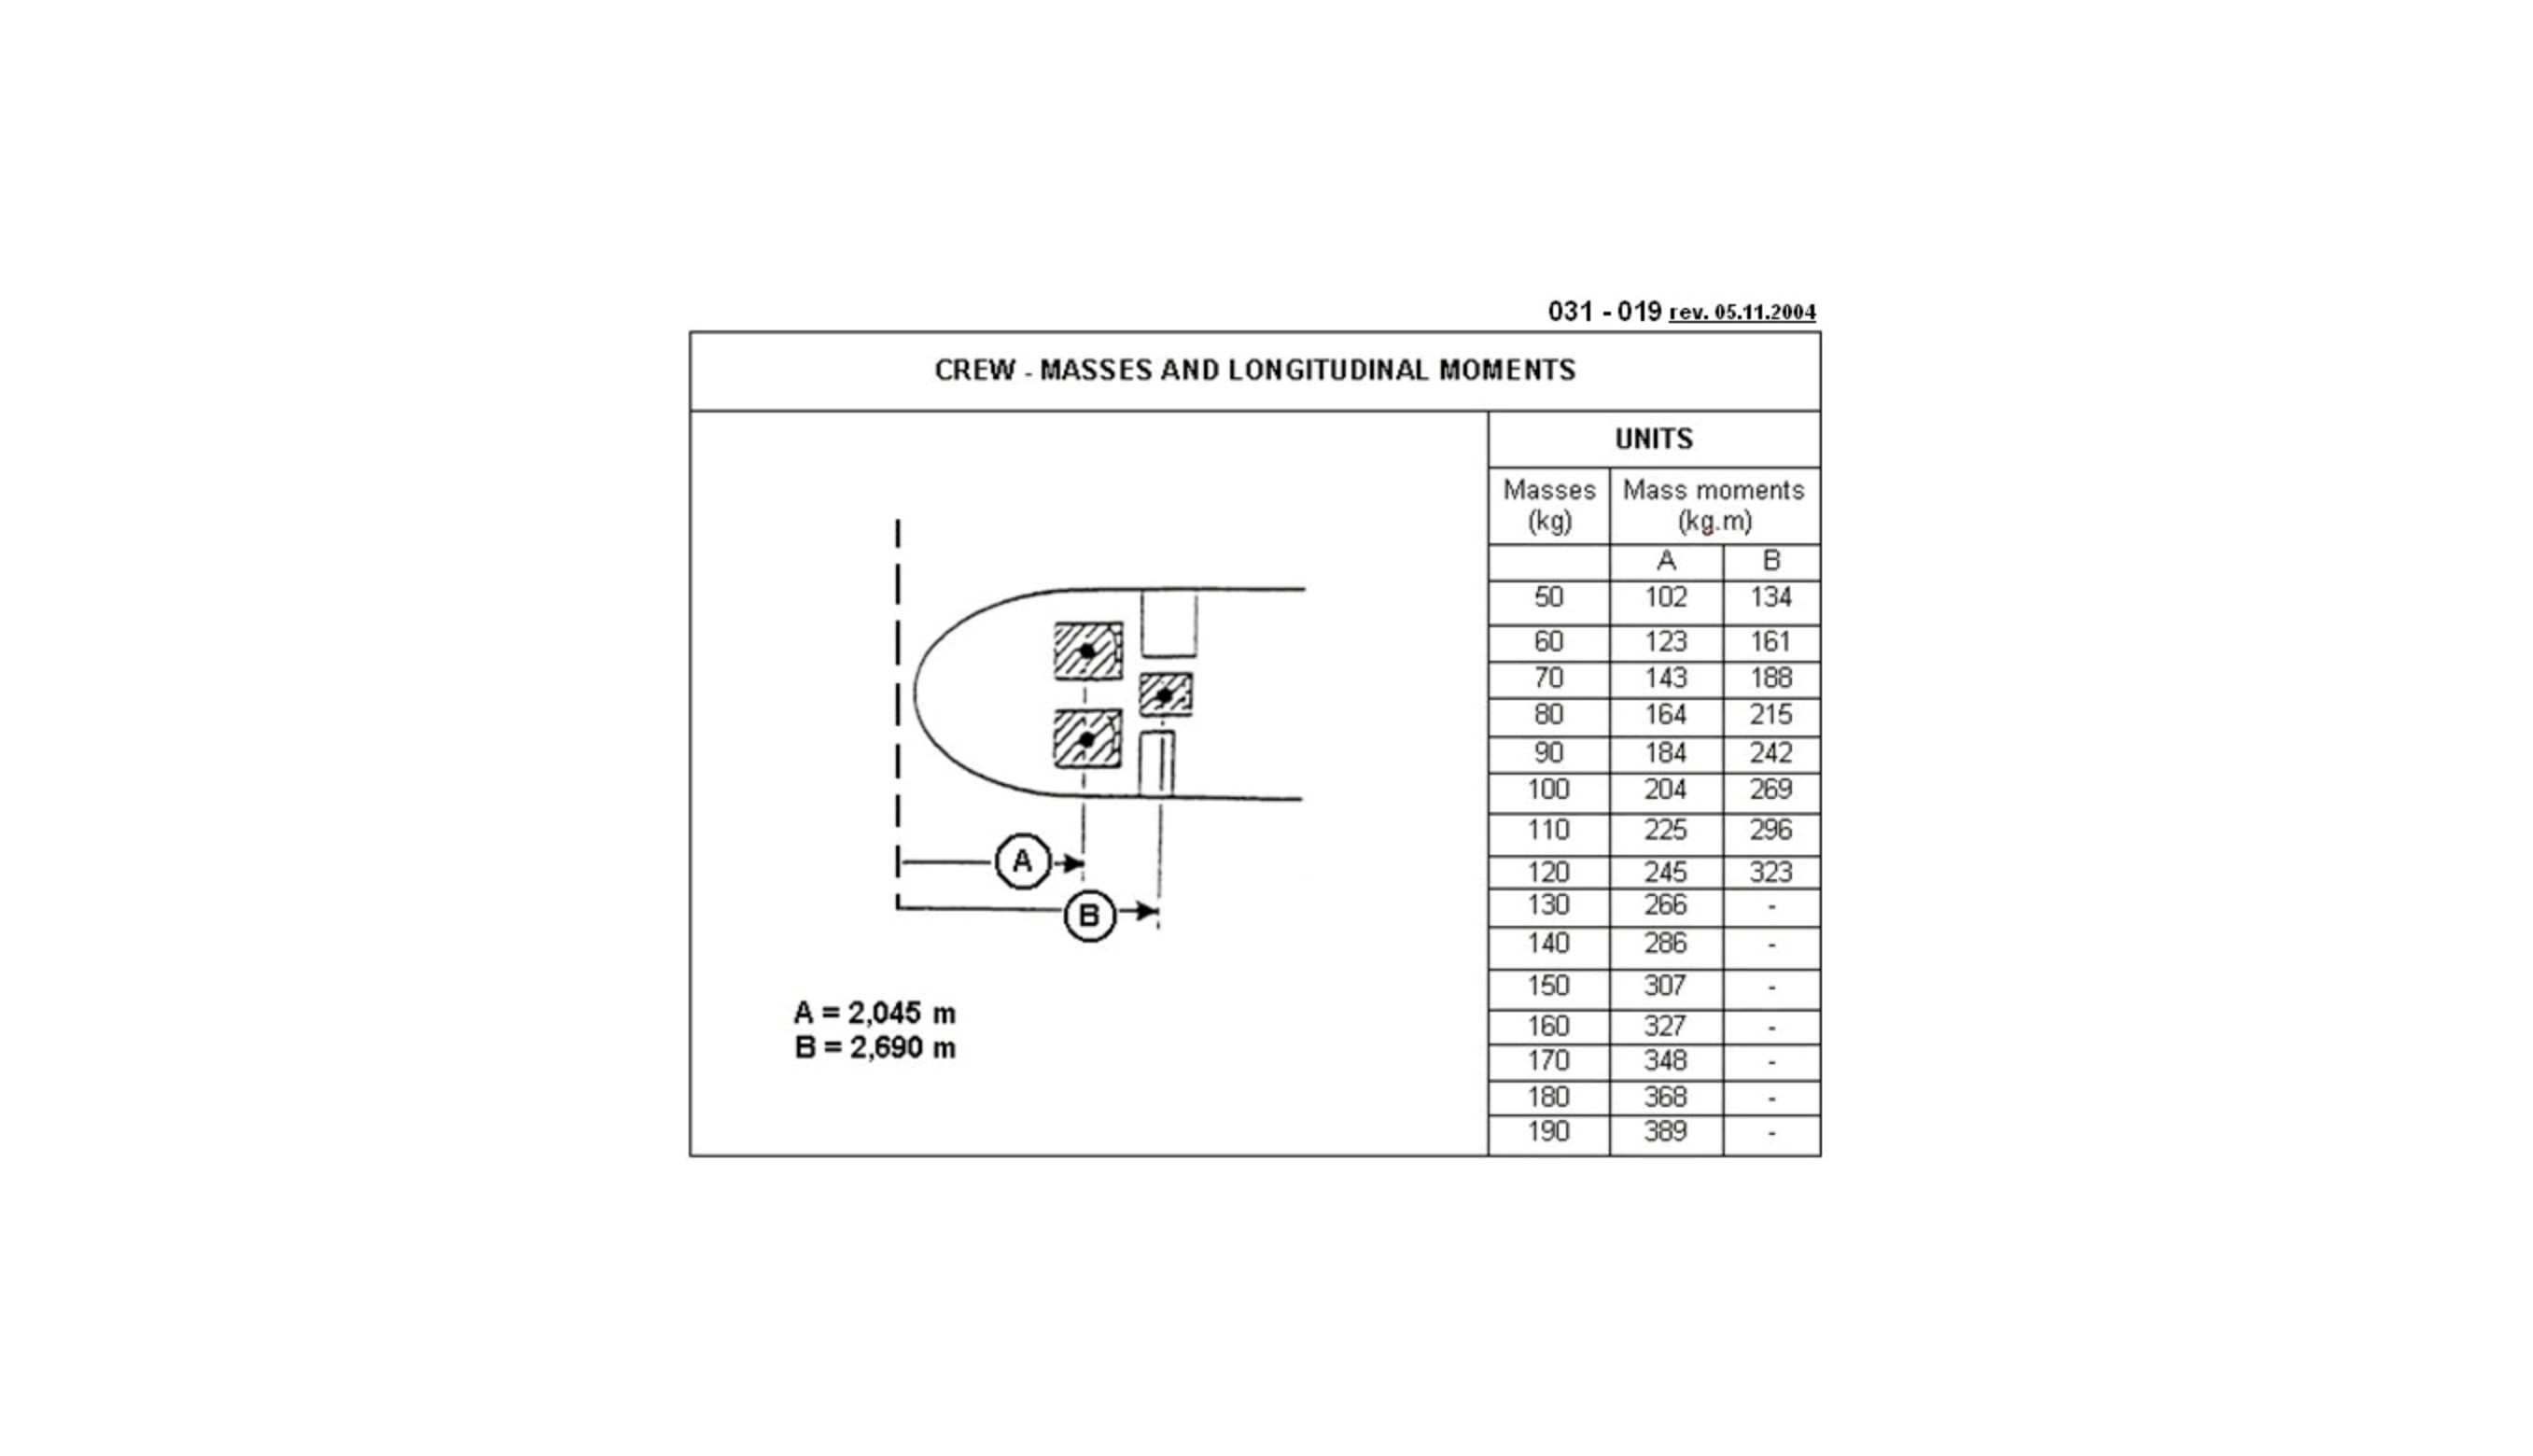 031 - 019 rev. 05.11.2004
CREW - MASSES AND LONGITUDINAL MOMENTS
UNITS
Masses (kg) Mass moments (kg.m)
A B
50 102 134
60 123 161
70 143 188
80 164 215
90 184 242
100 204 269
110 225 296
120 245 323
130 266 -
140 286 -
150 307 -
160 327 -
170 348 -
180 368 -
190 389 -
A
B
A = 2,045 m
B = 2,690 m